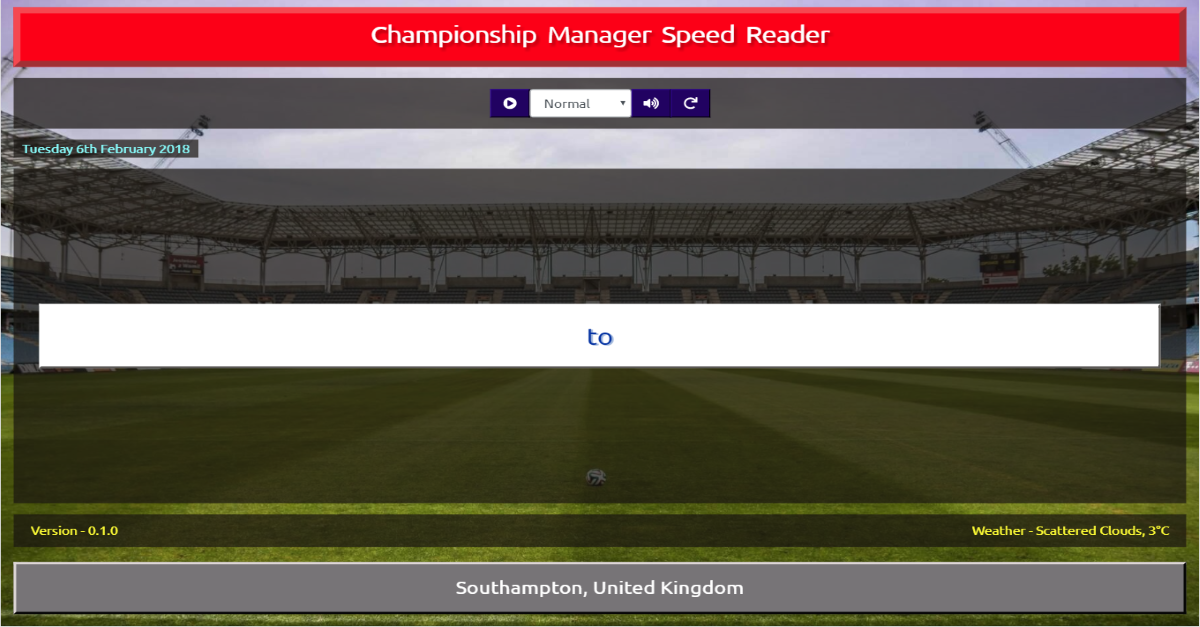 Championship Manager Speed Reader
Normal
Tuesday 6th February 2018
to
Version - 0.1.0
Weather - Scattered Clouds, 3°C
Southampton, United Kingdom